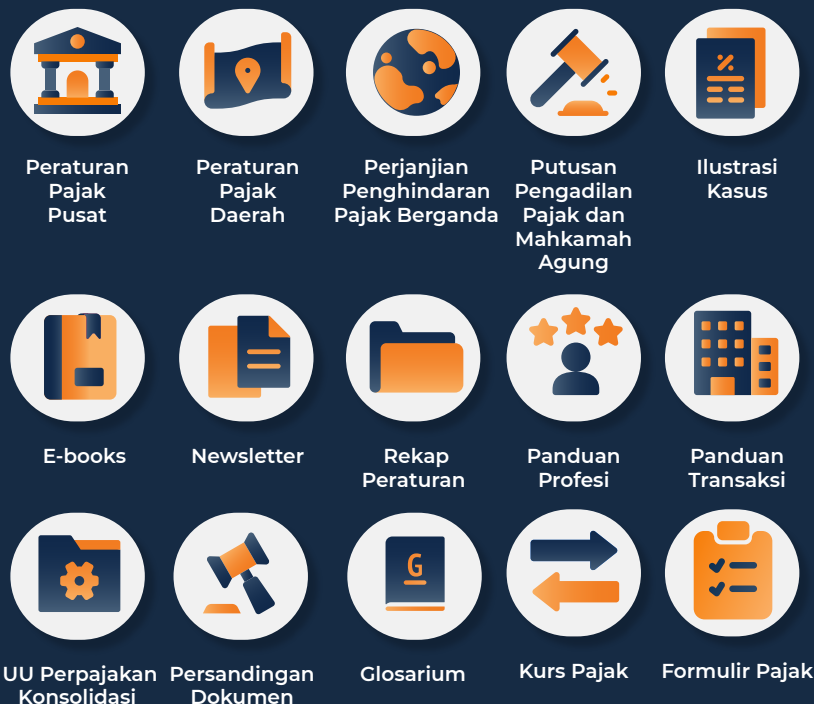 Peraturan
Pajak
Pusat
Peraturan
Pajak
Daerah
Perjanjian
Penghindaran
Pajak Berganda
Putusan
Pengadilan
Pajak dan
Mahkamah
Agung
%
Ilustrasi
Kasus
E-books
Newsletter
Rekap
Peraturan
Panduan
Profesi
Panduan
Transaksi
UU Perpajakan
Konsolidasi
Persandingan
Dokumen
G
Glosarium
Kurs Pajak
Formulir Pajak